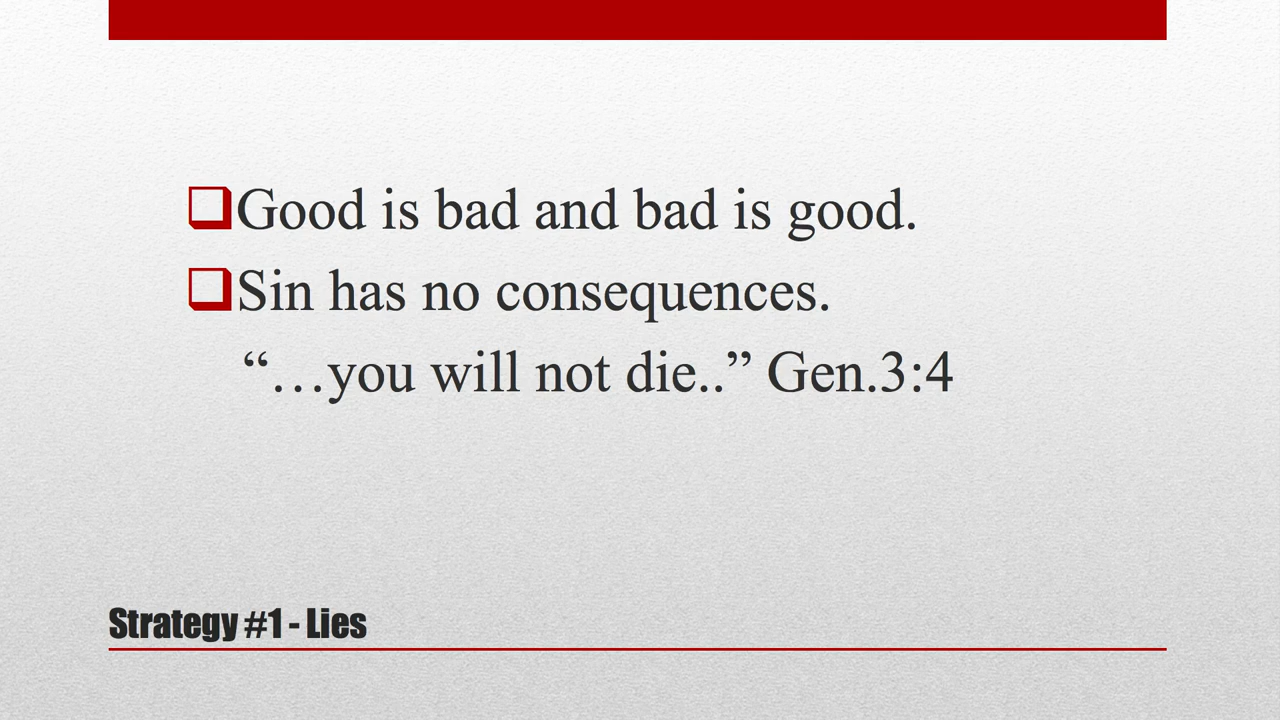 ❑Good is bad and bad is good.
❑Sin has no consequences.
“…you will not die..” Gen.3:4
Strategy #1 - Lies